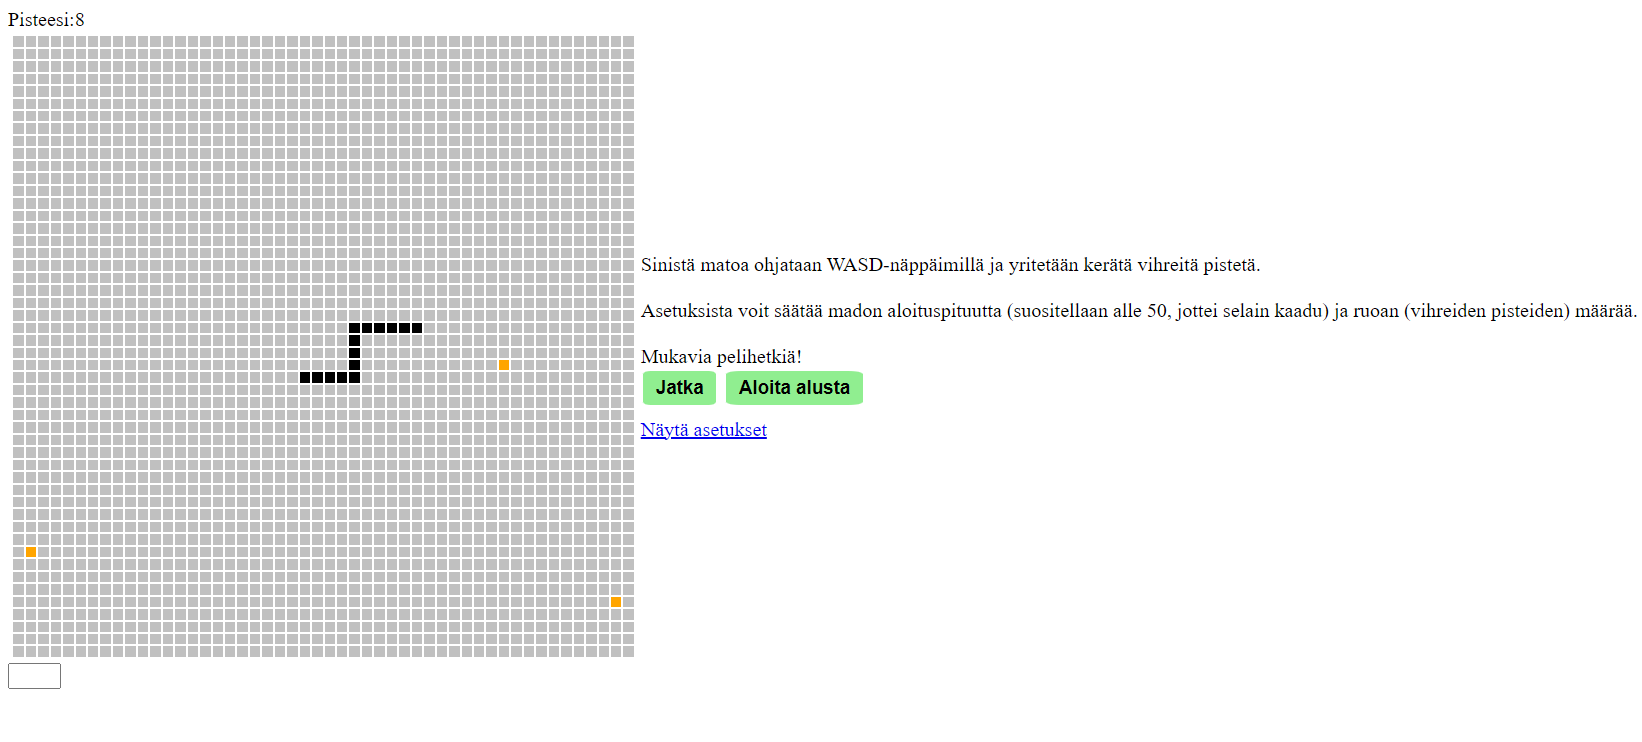 Pisteesi:8
Sinistä matoa ohjataan WASD-näppäimillä ja yritetään kerätä vihreitä pistetä.
Asetuksista voit säätää madon aloituspituutta (suositellaan alle 50, jottei selain kaadu) ja ruoan (vihreiden pisteiden) määrää.
Mukavia pelihetkiä!
Jatka Aloita alusta
Näytä asetukset